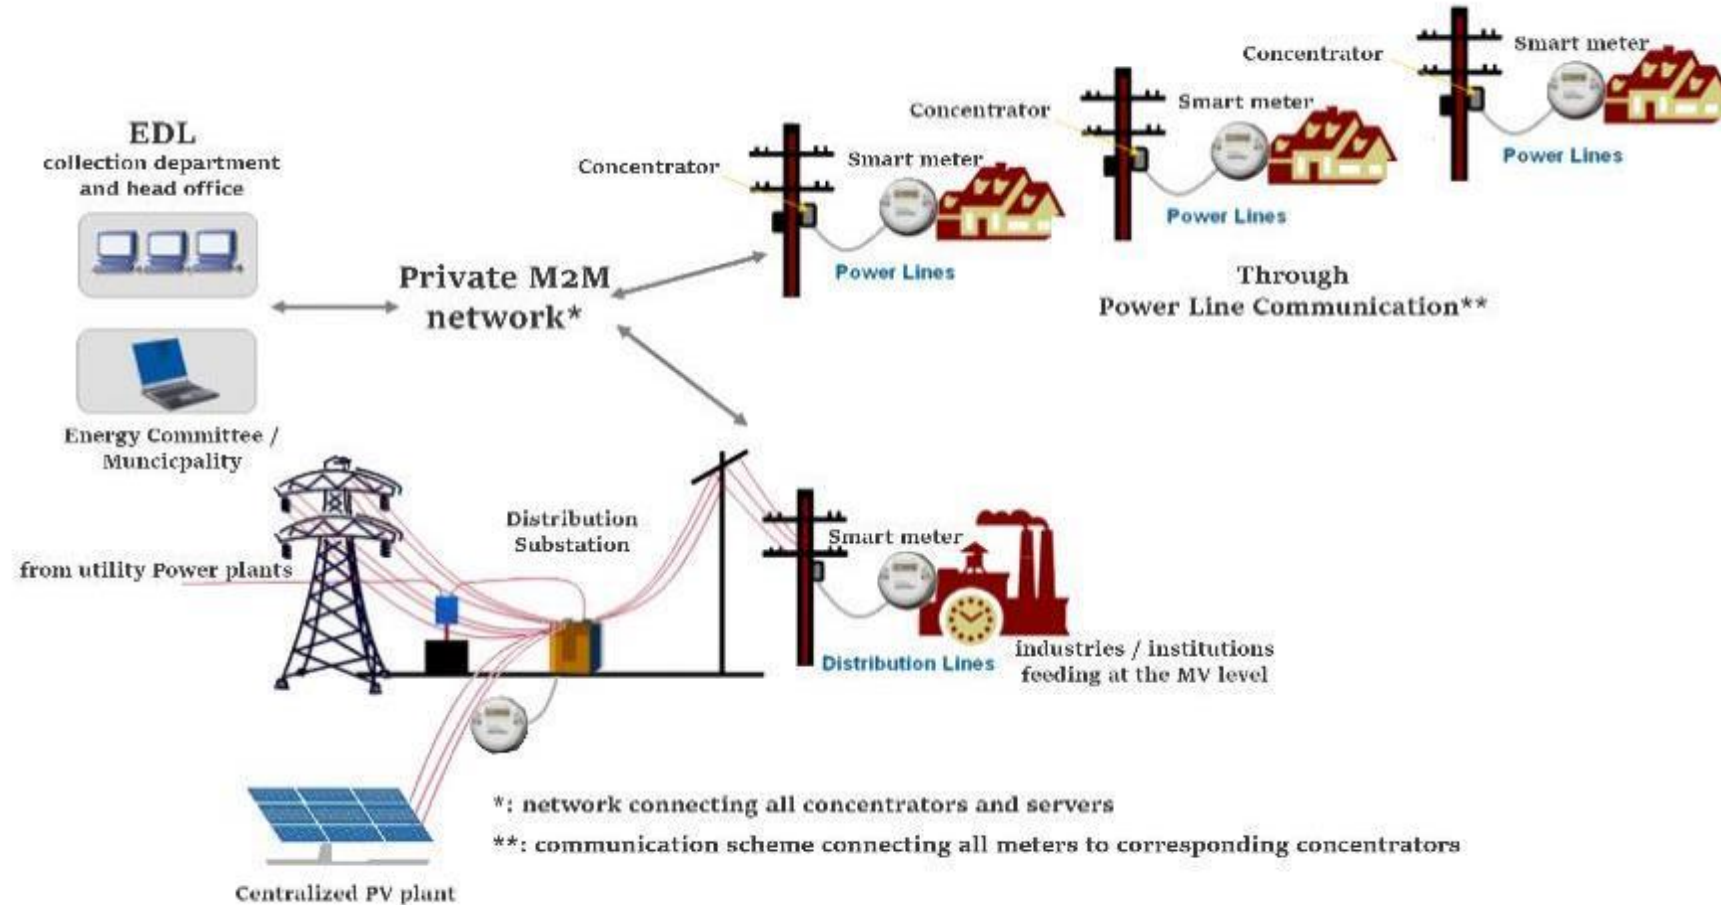 EDL
collection department
and head office
Energy Committee /
Muncicpality
Private M2M
network*
Concentrator
Smart meter
Power Lines
Concentrator
Smart meter
Power Lines
Concentrator
Smart meter
Power Lines
Through
Power Line Communication**
from utility Power plants
Distribution
Substation
Smart meter
Distribution Lines
industries / institutions
feeding at the MV level
Centralized PV plant
*: network connecting all concentrators and servers
**: communication scheme connecting all meters to corresponding concentrators